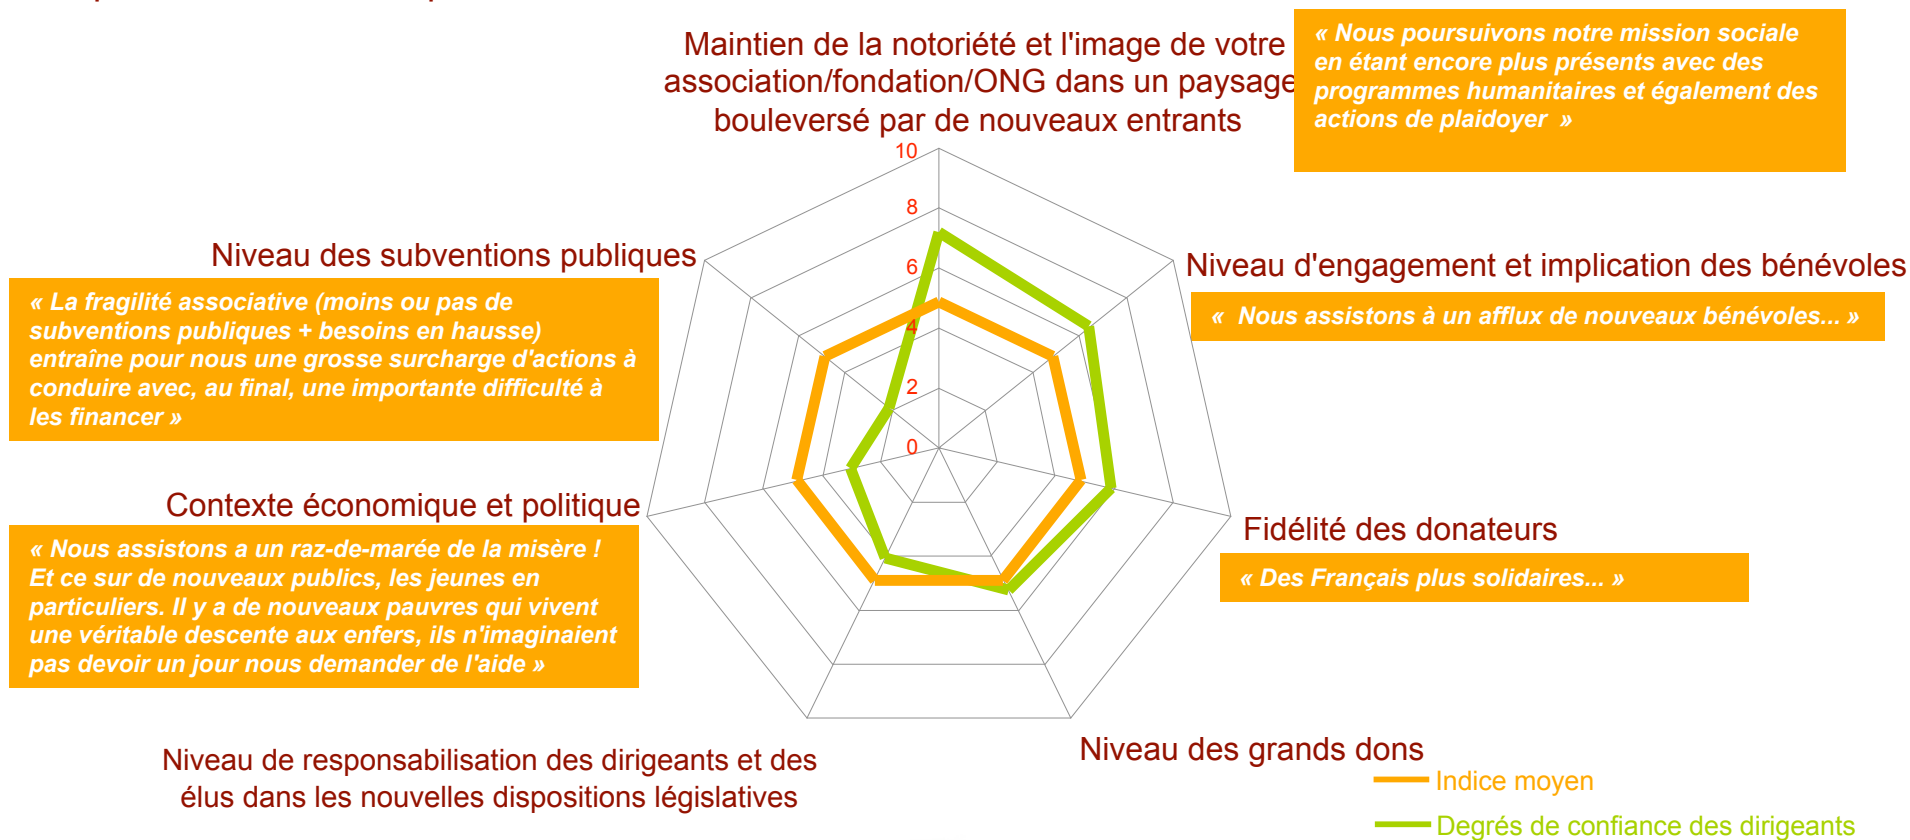 Maintien de la notoriété et l'image de votre
association/fondation/ONG dans un paysage
bouleversé par de nouveaux entrants
« Nous poursuivons notre mission sociale
en étant encore plus présents avec des
programmes humanitaires et également des
actions de plaidoyer »
10
8
6
4
2
0
Niveau des subventions publiques
« La fragilité associative (moins ou pas de
subventions publiques + besoins en hausse)
entraîne pour nous une grosse surcharge d'actions à
conduire avec, au final, une importante difficulté à
les financer »
Niveau d'engagement et implication des bénévoles
« Nous assistons à un afflux de nouveaux bénévoles... »
Contexte économique et politique
« Nous assistons a un raz-de-marée de la misère !
Et ce sur de nouveaux publics, les jeunes en
particuliers. Il y a de nouveaux pauvres qui vivent
une véritable descente aux enfers, ils n'imaginaient
pas devoir un jour nous demander de l'aide »
Fidélité des donateurs
« Des Français plus solidaires... »
Niveau de responsabilisation des dirigeants et des
élus dans les nouvelles dispositions législatives
Niveau des grands dons
Indice moyen
Degrés de confiance des dirigeants